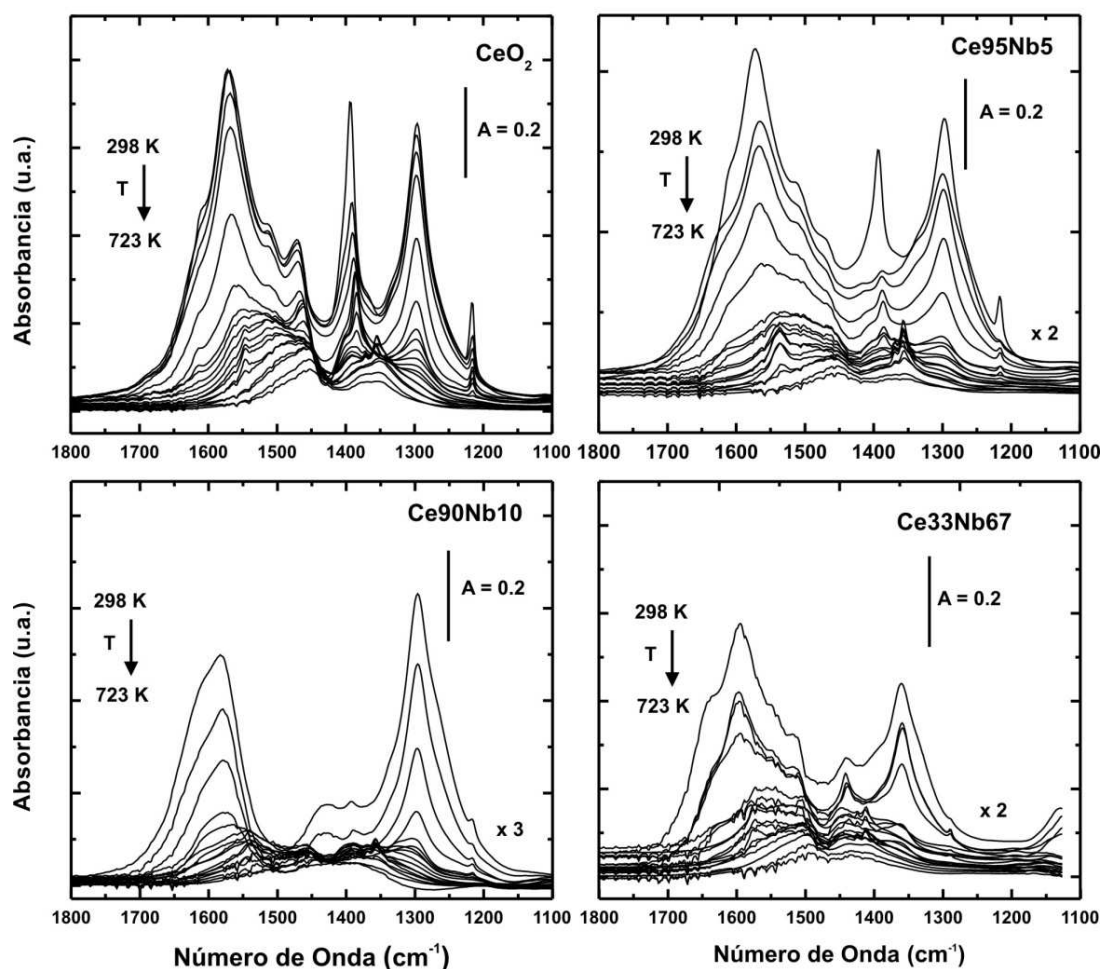 CeO₂
A = 0.2
298 K
T
723 K
Absorbancia (u.a.)
1800 1700 1600 1500 1400 1300 1200 1100
Ce95Nb5
A = 0.2
298 K
T
723 K
x 2
Absorbancia (u.a.)
1800 1700 1600 1500 1400 1300 1200 1100
Ce90Nb10
A = 0.2
298 K
T
723 K
x 3
Absorbancia (u.a.)
1800 1700 1600 1500 1400 1300 1200 1100
Número de Onda (cm⁻¹)
Ce33Nb67
A = 0.2
298 K
T
723 K
x 2
1800 1700 1600 1500 1400 1300 1200 1100
Número de Onda (cm⁻¹)